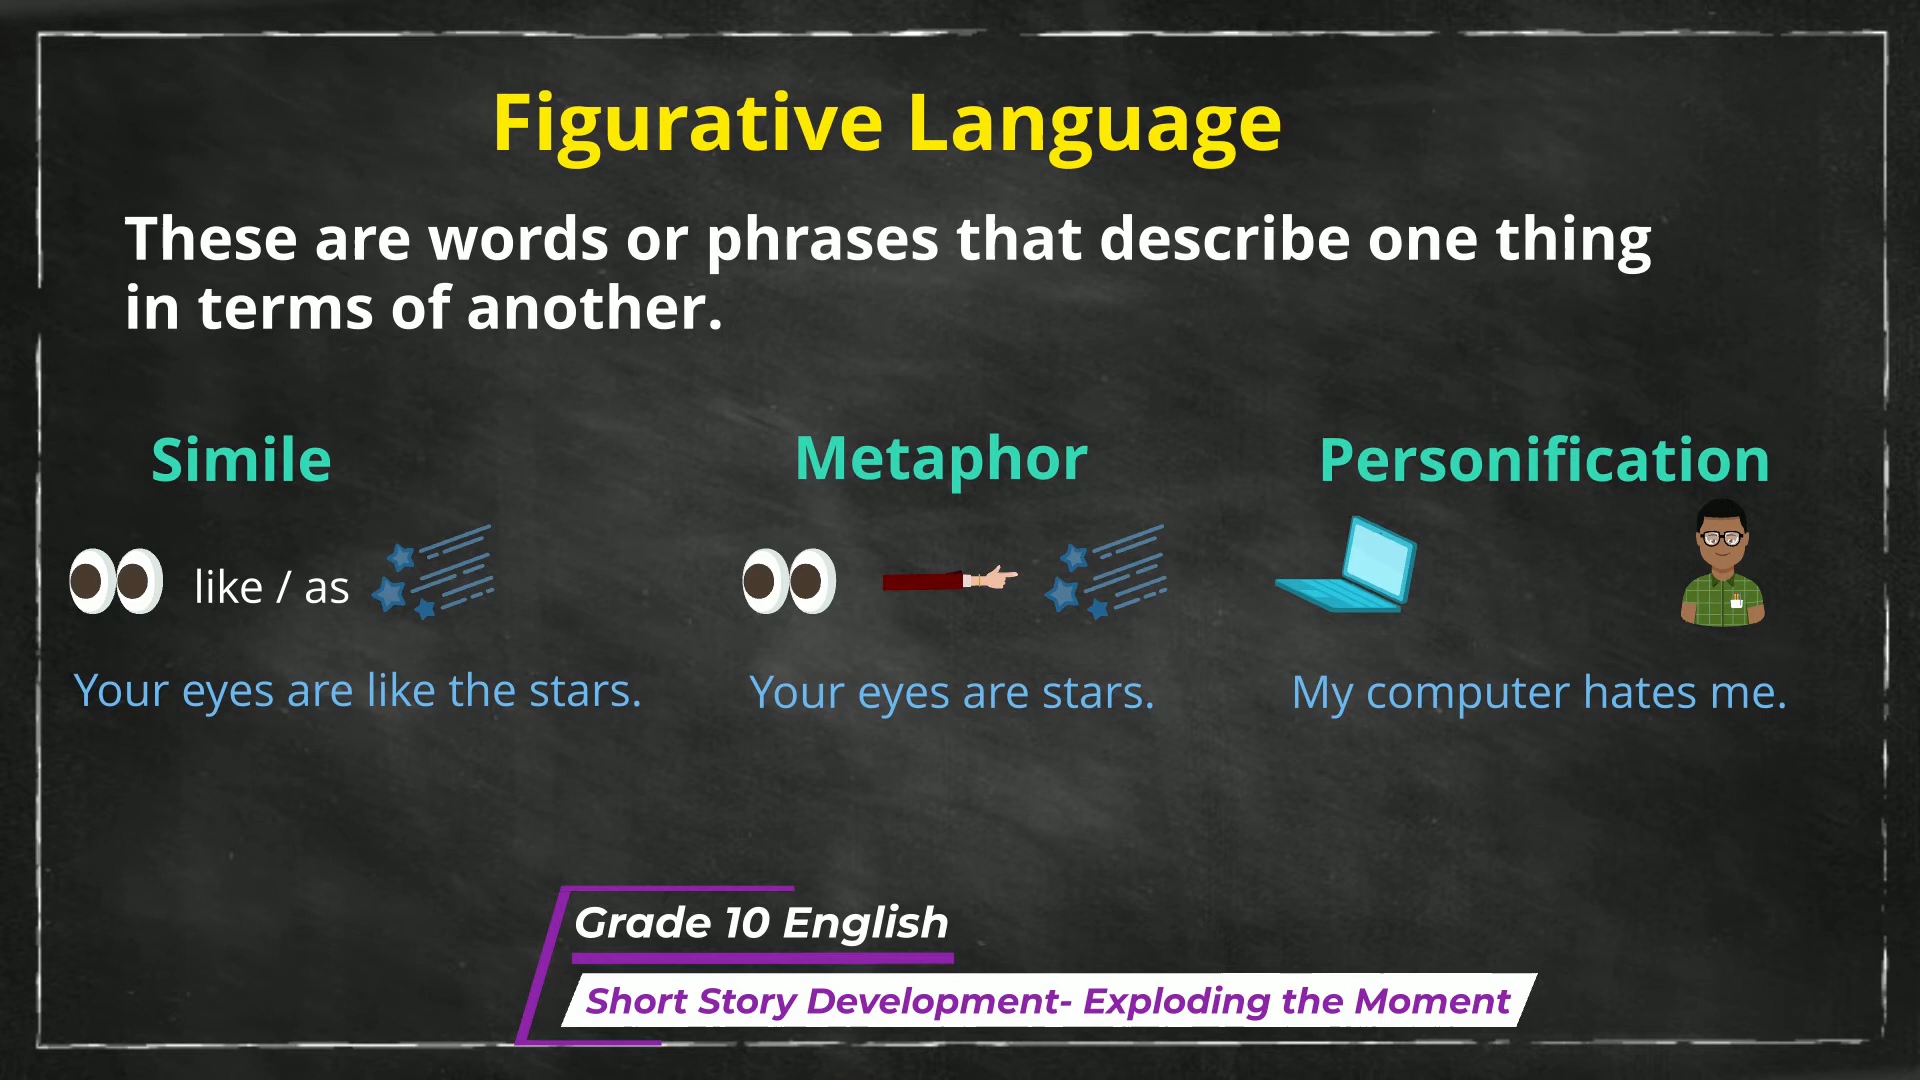 Figurative Language
These are words or phrases that describe one thing
in terms of another.
Simile
Metaphor
Personification
like / as
Your eyes are like the stars.
Your eyes are stars.
My computer hates me.
Grade 10 English
Short Story Development- Exploding the Moment